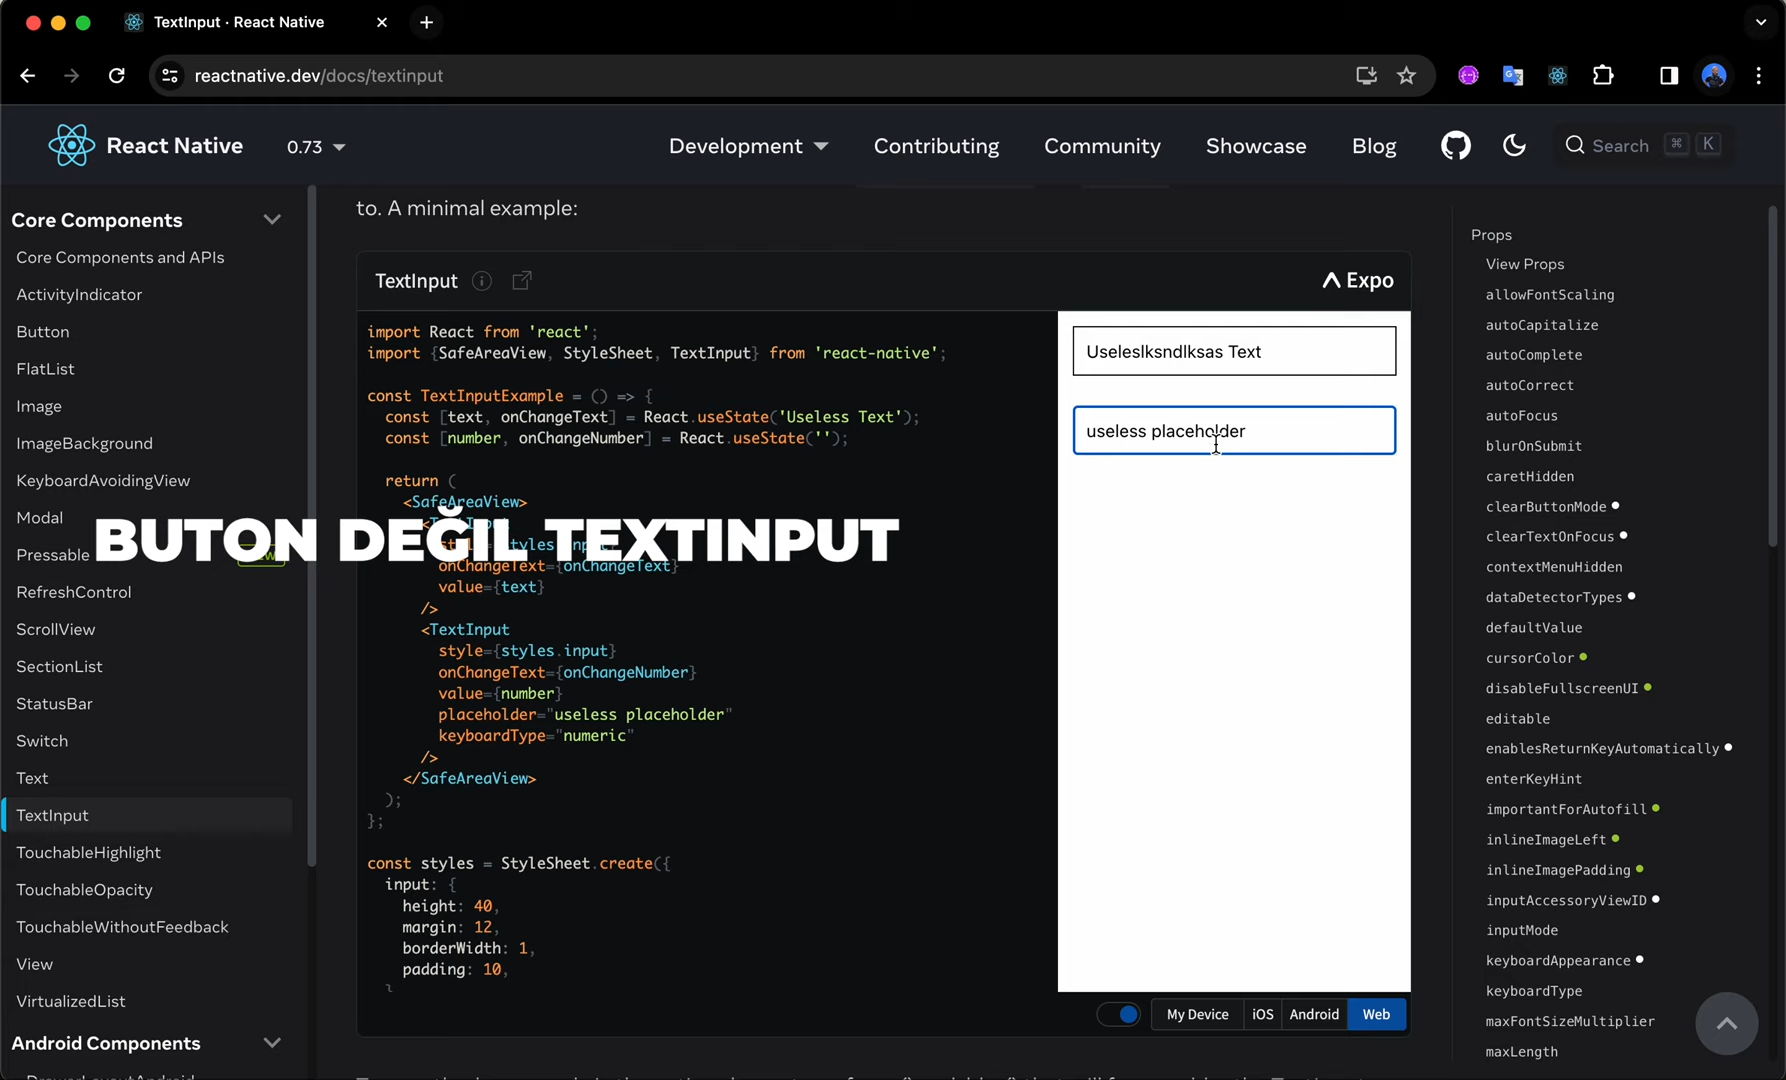 TextInput · React Native
reactnative.dev/docs/textinput
React Native
0.73
Development
Contributing
Community
Showcase
Blog
Search
⌘ K
Core Components
Core Components and APIs
ActivityIndicator
Button
FlatList
Image
ImageBackground
KeyboardAvoidingView
Modal
Pressable
RefreshControl
ScrollView
SectionList
StatusBar
Switch
Text
TextInput
TouchableHighlight
TouchableOpacity
TouchableWithoutFeedback
View
VirtualizedList
Android Components
DrawerLayoutAndroid
to. A minimal example:
TextInput
Expo
import React from 'react';
import {SafeAreaView, StyleSheet, TextInput} from 'react-native';
const TextInputExample = () => {
const [text, onChangeText] = React.useState('Useless Text');
const [number, onChangeNumber] = React.useState('');
return (
<SafeAreaView>
BUTON DEĞİL TEXTINPUT
onChangeText={onChangeText}
value={text}
/>
<TextInput
style={styles.input}
onChangeText={onChangeNumber}
value={number}
placeholder="useless placeholder"
keyboardType="numeric"
/>
</SafeAreaView>
);
};
const styles = StyleSheet.create({
input: {
height: 40,
margin: 12,
borderWidth: 1,
padding: 10,
Useleslksndlksas Text
useless placeholder
My Device
iOS
Android
Web
Props
View Props
allowFontScaling
autoCapitalize
autoComplete
autoCorrect
autoFocus
blurOnSubmit
caretHidden
clearButtonMode
clearTextOnFocus
contextMenuHidden
dataDetectorTypes
defaultValue
cursorColor
disableFullscreenUI
editable
enablesReturnKeyAutomatically
enterKeyHint
importantForAutofill
inlineImageLeft
inlineImagePadding
inputAccessoryViewID
inputMode
keyboardAppearance
keyboardType
maxFontSizeMultiplier
maxLength